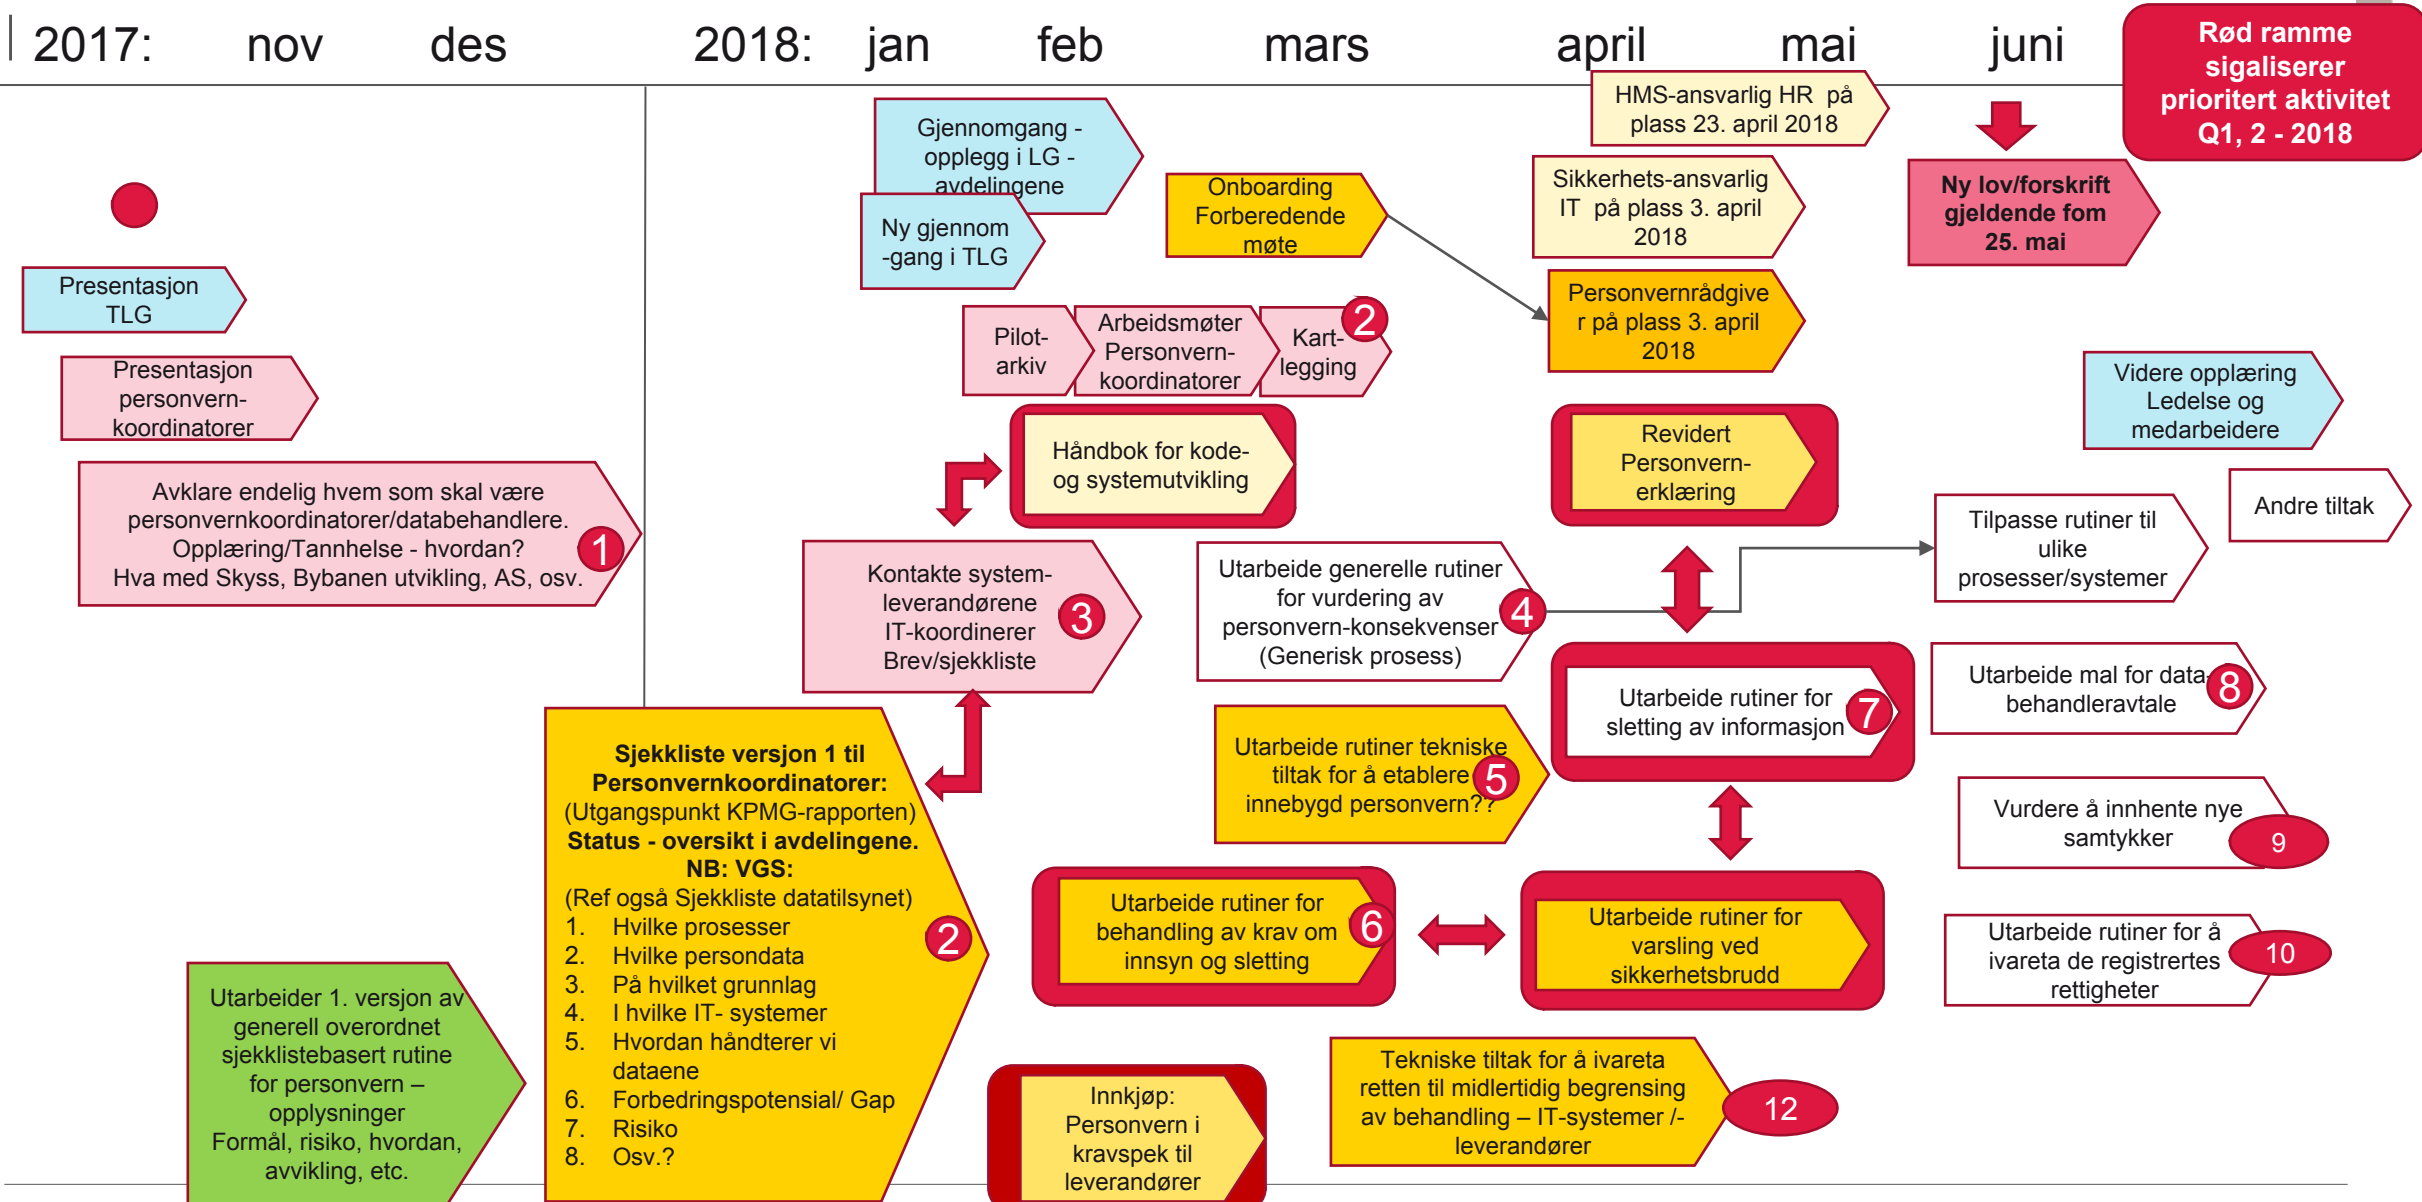 2017: nov des 2018: jan feb mars april mai juni
Rød ramme
sigaliserer
prioritert aktivitet
Q1, 2 - 2018
HMS-ansvarlig HR på
plass 23. april 2018
Gjennomgang -
opplegg i LG -
avdelingene
Ny gjennom
-gang i TLG
Onboarding
Forberedende
møte
Sikkerhets-ansvarlig
IT på plass 3. april
2018
Ny lov/forskrift
gjeldende fom
25. mai
Presentasjon
TLG
Personvernrådgive
r på plass 3. april
2018
Pilot-
arkiv
Arbeidsmøter
Personvern-
koordinatorer
Kart-
legging
2
Presentasjon
personvern-
koordinatorer
Videre opplæring
Ledelse og
medarbeidere
Håndbok for kode-
og systemutvikling
Revidert
Personvern-
erklæring
Avklare endelig hvem som skal være
personvernkoordinatorer/databehandlere.
Opplæring/Tannhelse - hvordan?
Hva med Skyss, Bybanen utvikling, AS, osv.
1
Andre tiltak
Tilpasse rutiner til
ulike
prosesser/systemer
Kontakte system-
leverandørene
IT-koordinerer
Brev/sjekkliste
3
Utarbeide generelle rutiner
for vurdering av
personvern-konsekvenser
(Generisk prosess)
4
Utarbeide rutiner for
sletting av informasjon
7
Utarbeide mal for data-
behandleravtale
8
Sjekkliste versjon 1 til
Personvernkoordinatorer:
(Utgangspunkt KPMG-rapporten)
Status - oversikt i avdelingene.
NB: VGS:
(Ref også Sjekkliste datatilsynet)
1. Hvilke prosesser
2. Hvilke persondata
3. På hvilket grunnlag
4. I hvilke IT- systemer
5. Hvordan håndterer vi
dataene
6. Forbedringspotensial/ Gap
7. Risiko
8. Osv.?
2
Utarbeide rutiner tekniske
tiltak for å etablere
innebygd personvern??
5
Vurdere å innhente nye
samtykker
9
Utarbeide rutiner for
behandling av krav om
innsyn og sletting
6
Utarbeide rutiner for
varsling ved
sikkerhetsbrudd
Utarbeide rutiner for å
ivareta de registrertes
rettigheter
10
Utarbeider 1. versjon av
generell overordnet
sjekklistebasert rutine
for personvern –
opplysninger
Formål, risiko, hvordan,
avvikling, etc.
Innkjøp:
Personvern i
kravspek til
leverandører
Tekniske tiltak for å ivareta
retten til midlertidig begrensing
av behandling – IT-systemer /-
leverandører
12